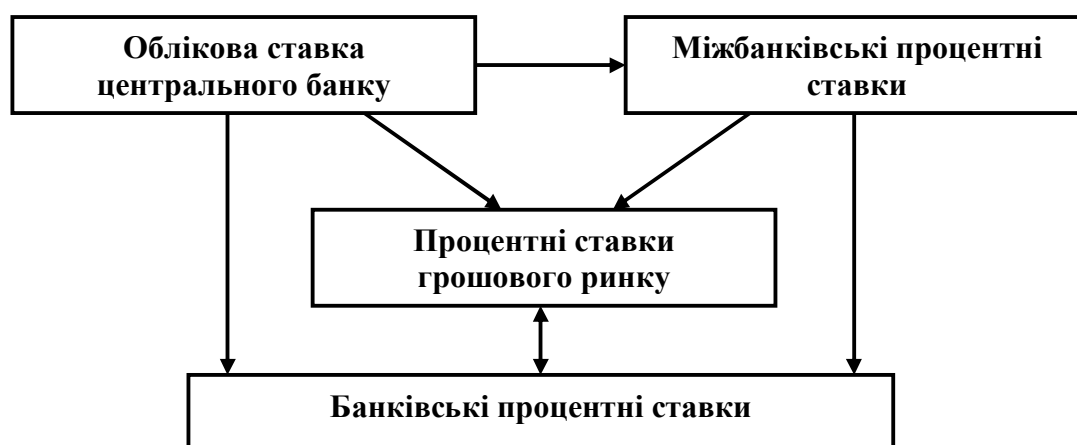 Облікова ставка
центрального банку
Міжбанківські процентні
ставки
Процентні ставки
грошового ринку
Банківські процентні ставки